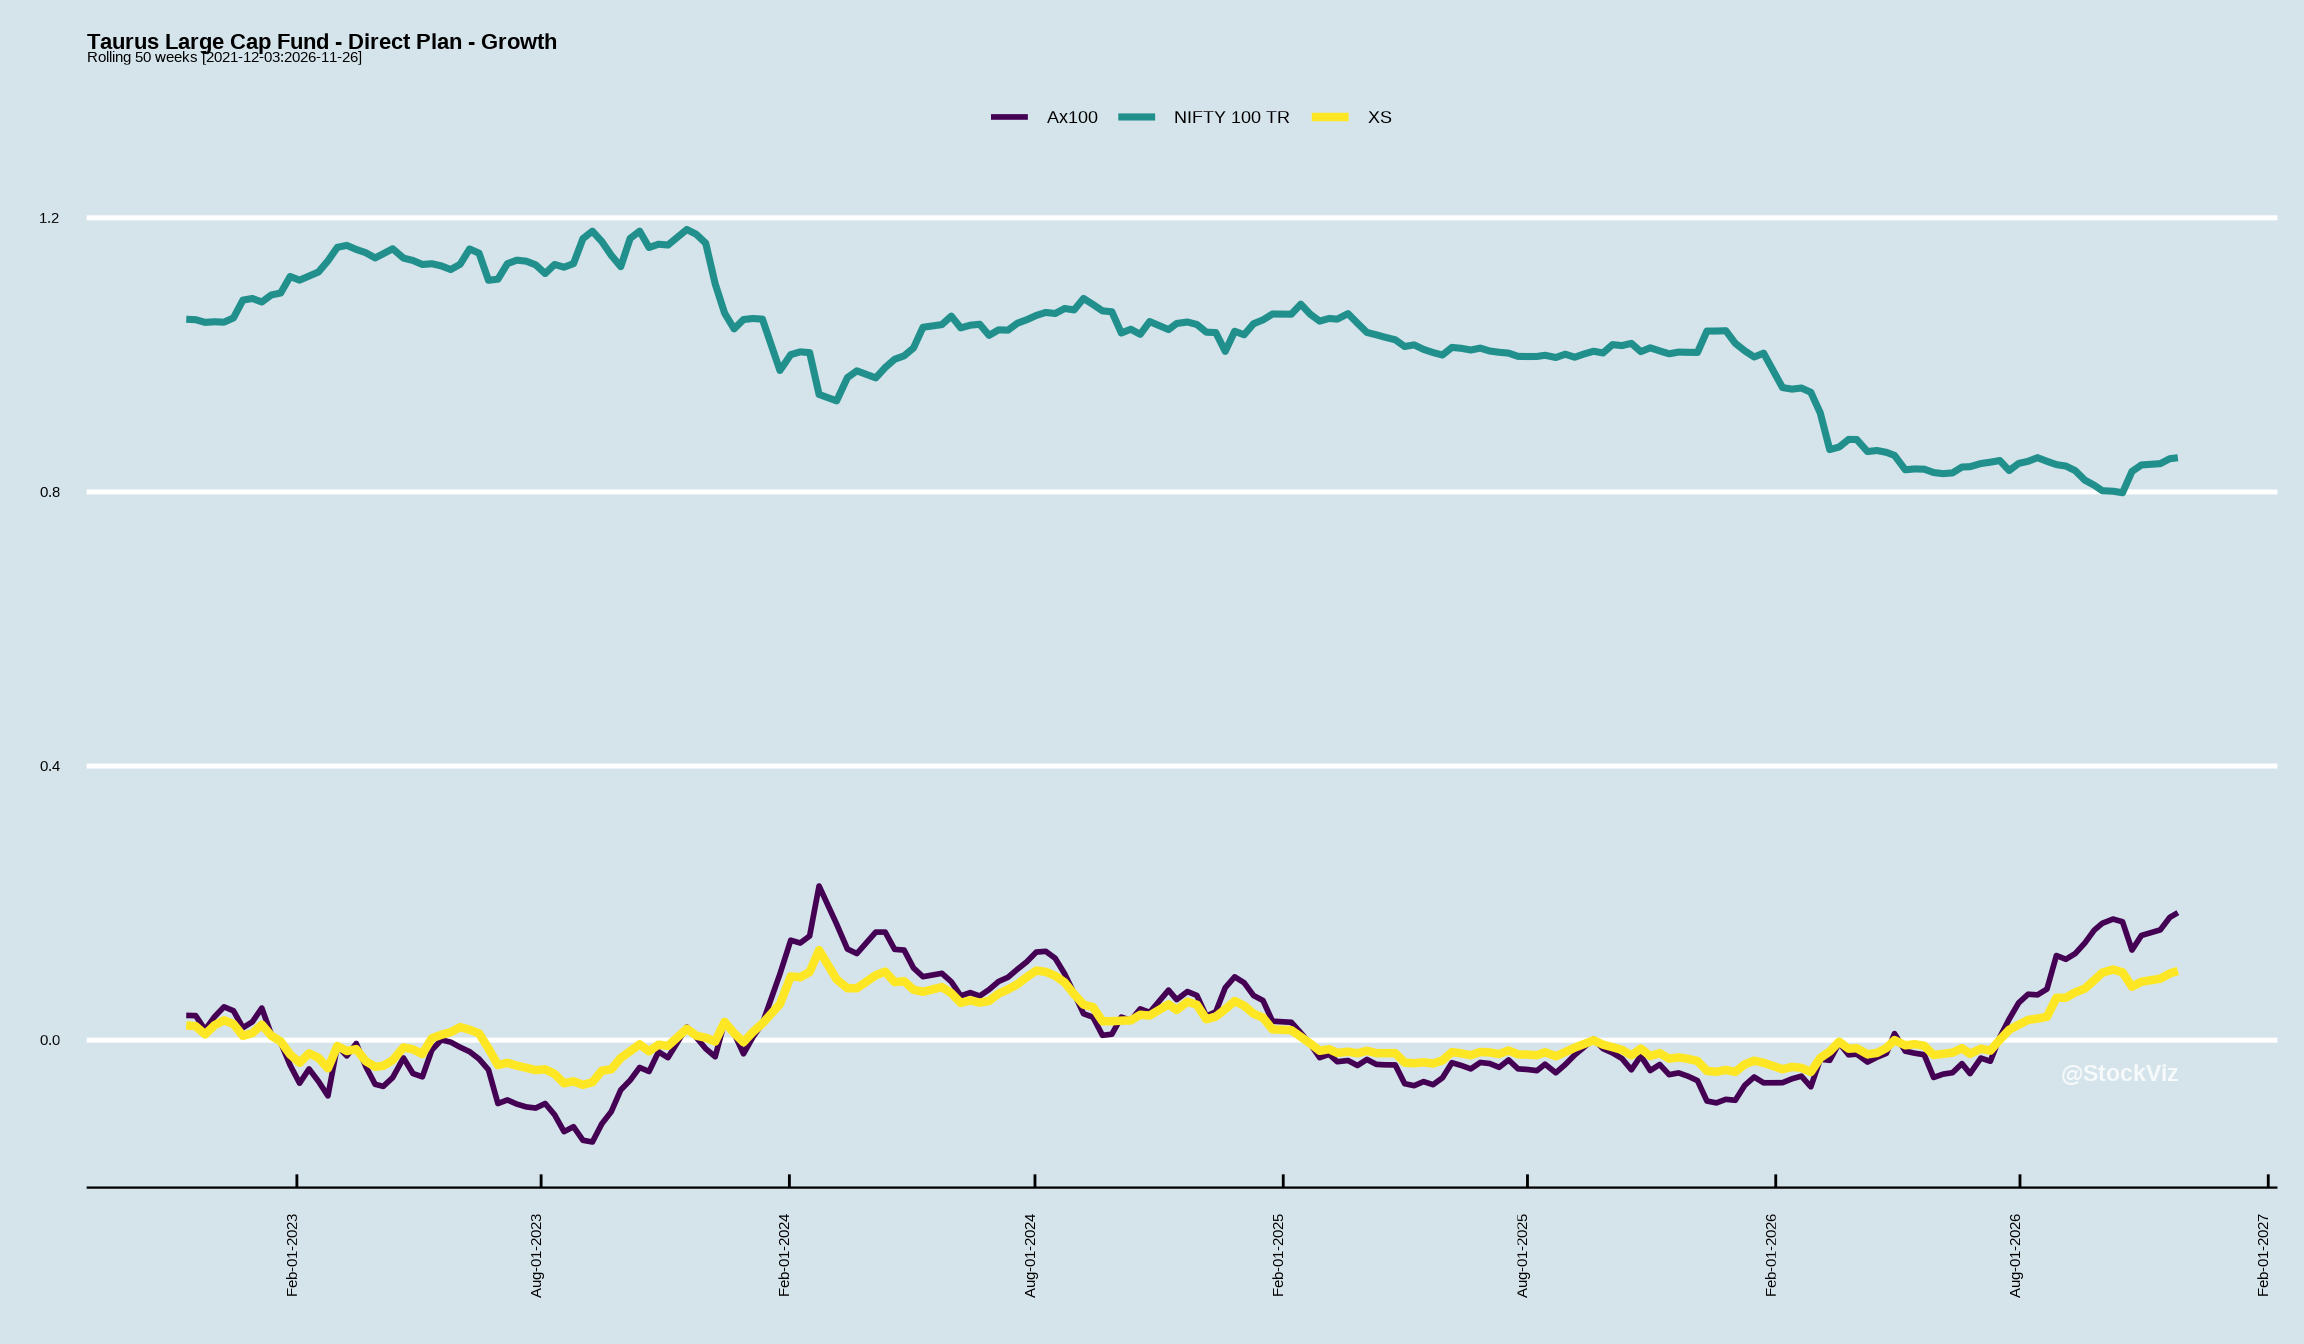 Taurus Large Cap Fund - Direct Plan - Growth
Rolling 50 weeks [2021-12-03:2026-11-26]
Ax100 NIFTY 100 TR XS
1.2
0.8
0.4
0.0
@StockViz
Feb-01-2023
Aug-01-2023
Feb-01-2024
Aug-01-2024
Feb-01-2025
Aug-01-2025
Feb-01-2026
Aug-01-2026
Feb-01-2027